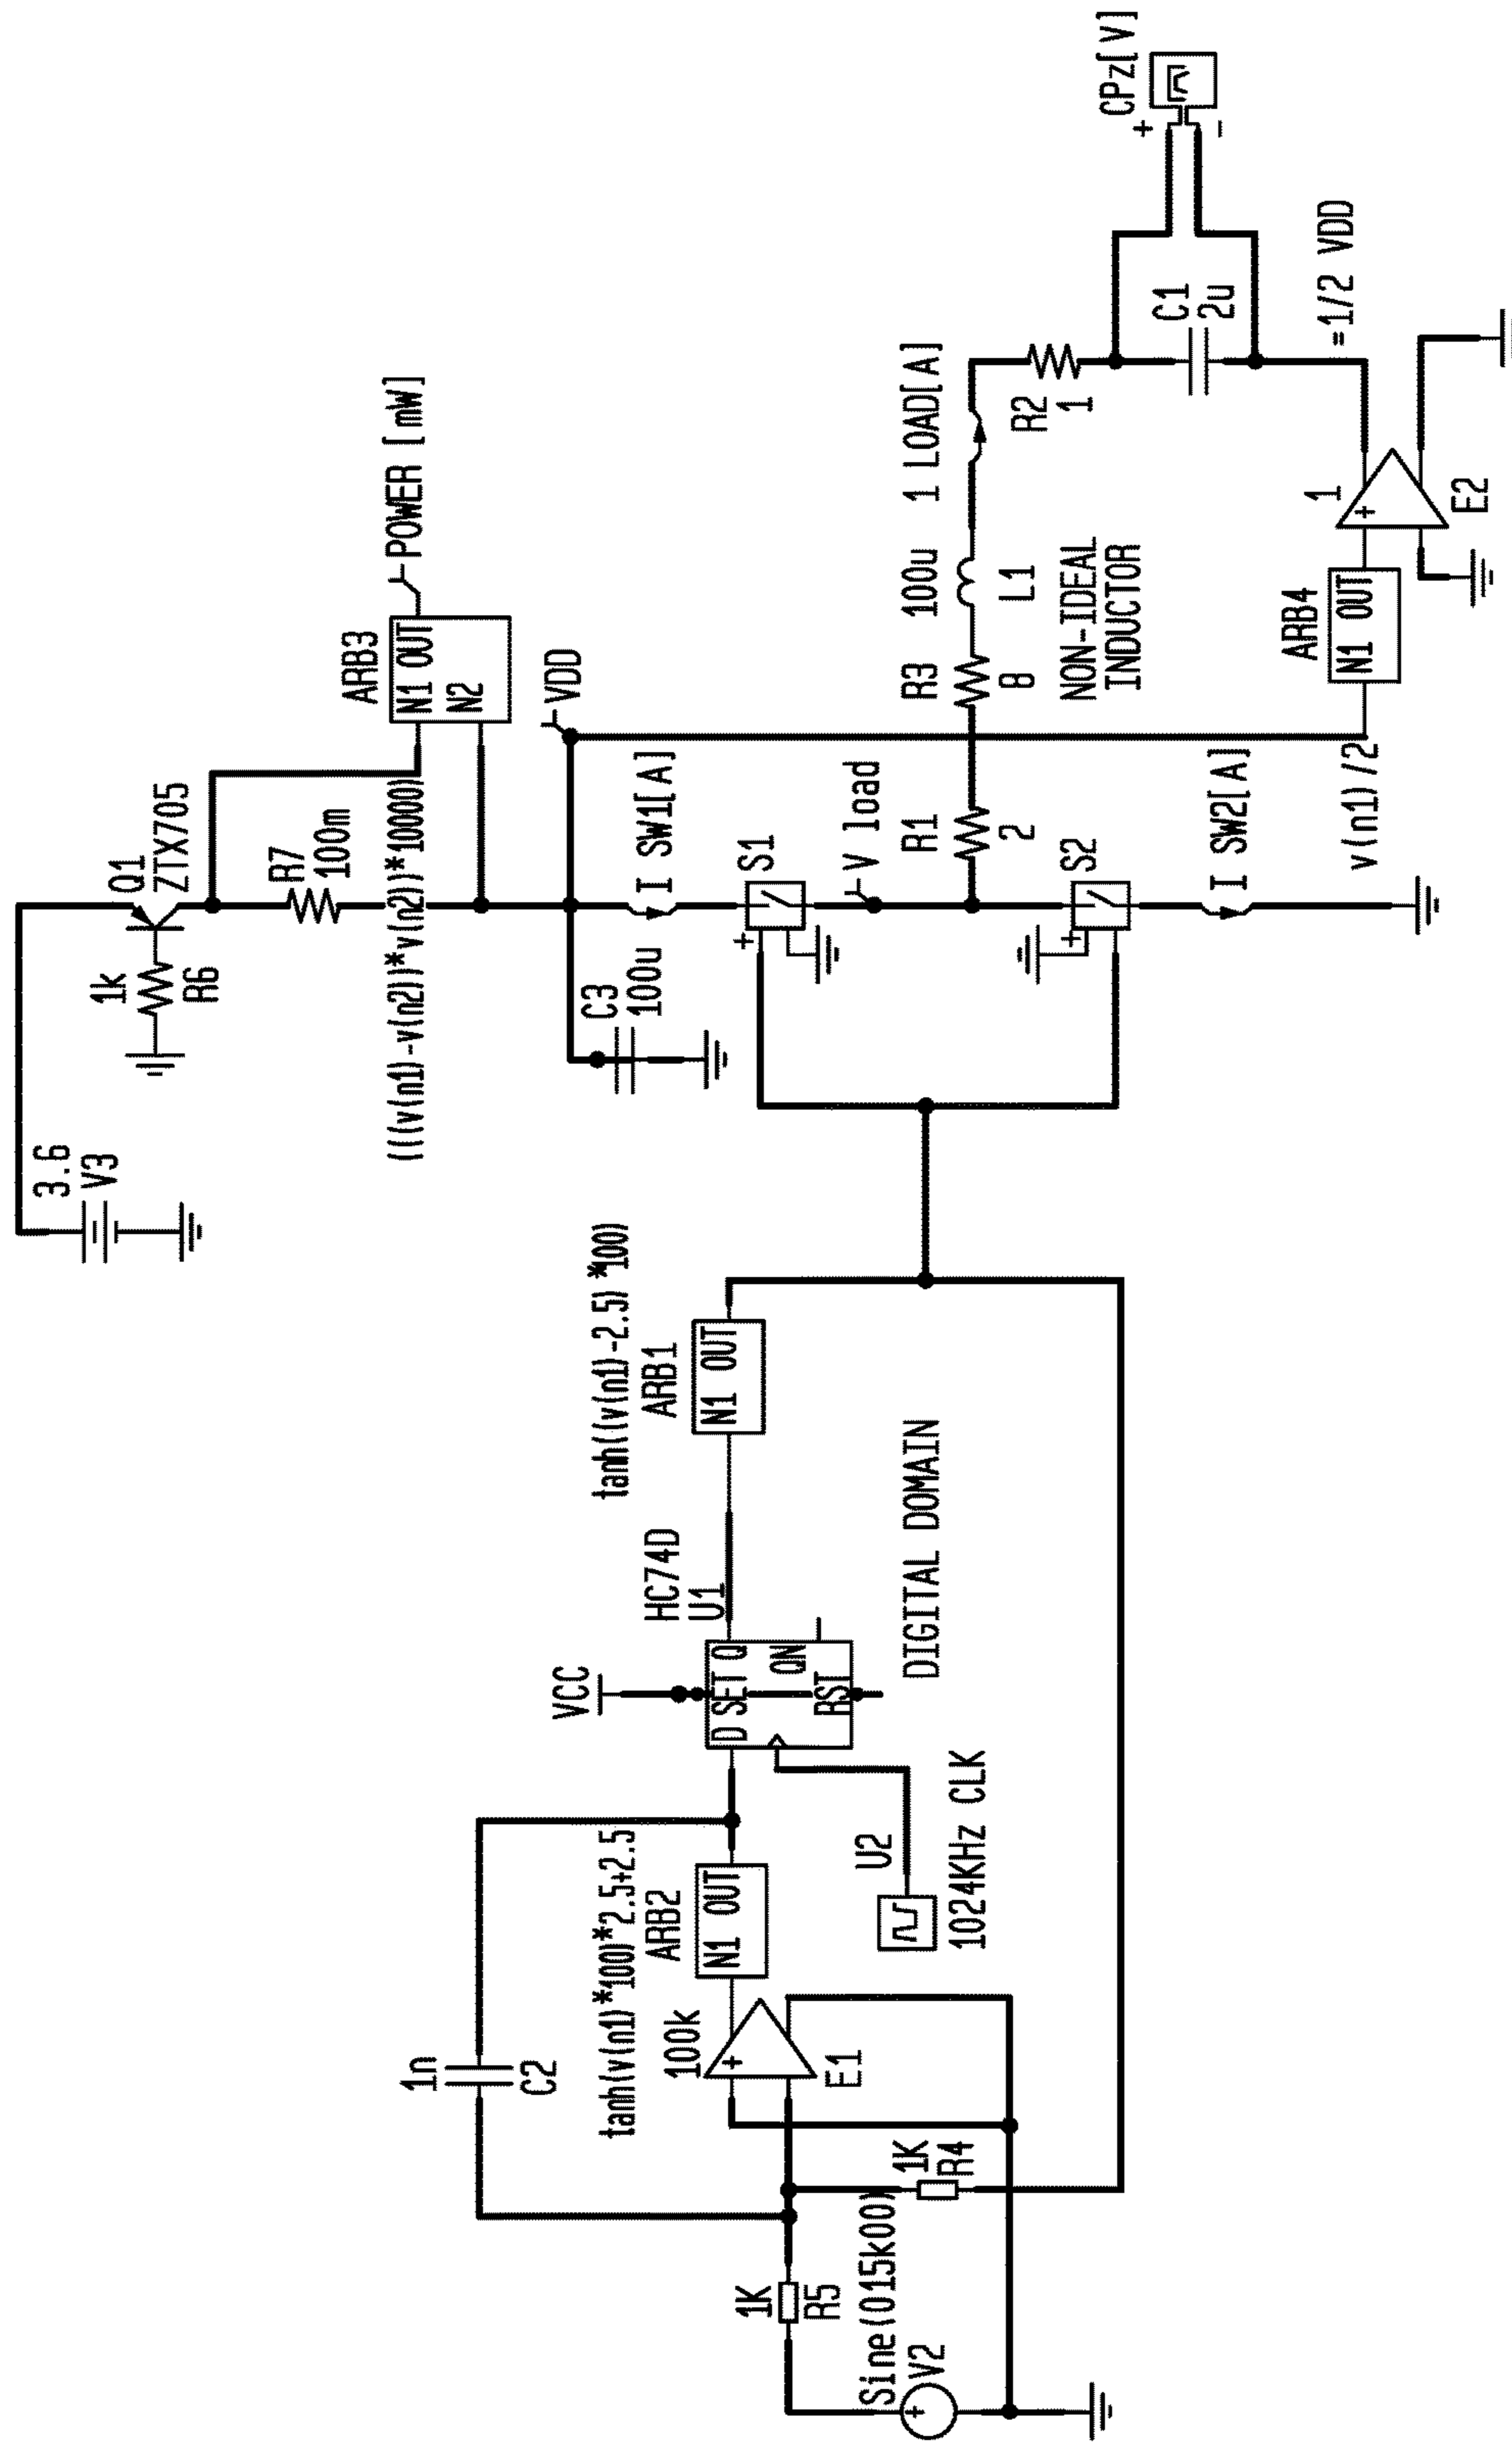 3.6
V3
Q1
ZTX705
1k
R6
R7
100m
ARB3
N1 OUT
N2
POWER [mW]
(((v(n1)-v(n2))*v(n2))*10000)
VDD
C3
100u
I SW1[A]
S1
+
V load
R1
2
R3
8
100u
L1
NON-IDEAL
INDUCTOR
1 LOAD[A]
R2
1
C1
2u
CPz[V]
+
-
=1/2 VDD
S2
+
I SW2[A]
v(n1)/2
ARB4
N1 OUT
1
+
E2
1n
C2
tanh(v(n1)*100)*2.5+2.5
ARB2
N1 OUT
100k
+
E1
VCC
HC74D
U1
D SET Q
QN
RST
U2
1024KHz CLK
DIGITAL DOMAIN
tanh((v(n1)-2.5)*100)
ARB1
N1 OUT
1K
R5
1K
R4
Sine(015k00)
V2
+